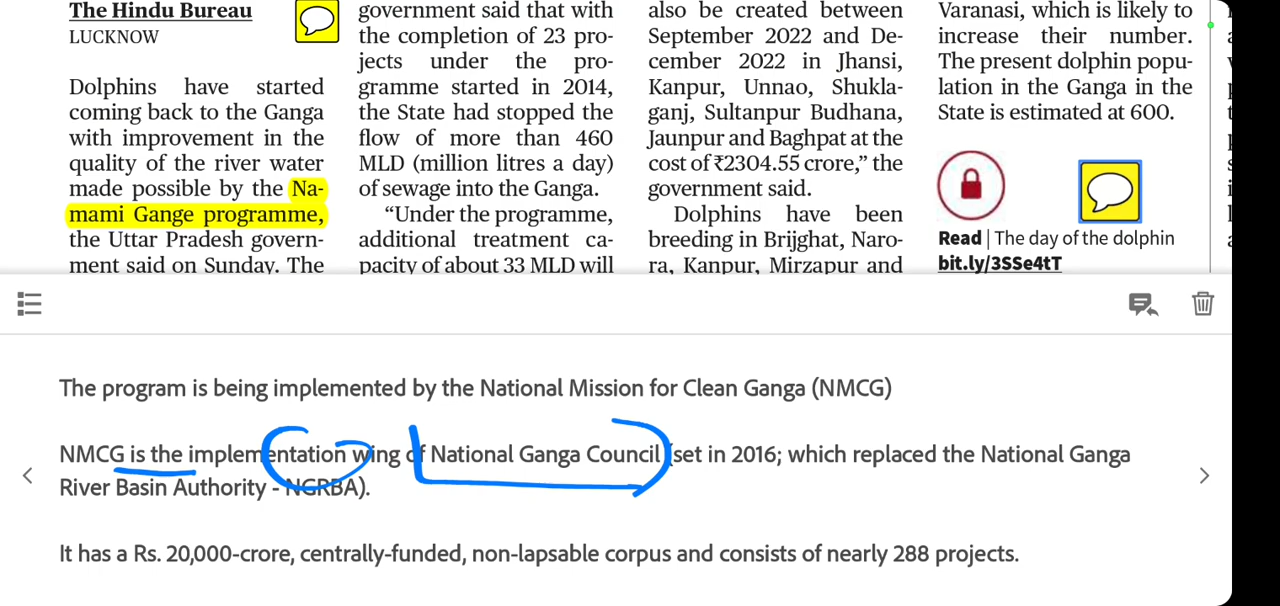 The Hindu Bureau
LUCKNOW
Dolphins have started
coming back to the Ganga
with improvement in the
quality of the river water
made possible by the Na-
mami Gange programme,
the Uttar Pradesh govern-
ment said on Sunday. The
government said that with
the completion of 23 pro-
jects under the pro-
gramme started in 2014,
the State had stopped the
flow of more than 460
MLD (million litres a day)
of sewage into the Ganga.
“Under the programme,
additional treatment ca-
pacity of about 33 MLD will
also be created between
September 2022 and De-
cember 2022 in Jhansi,
Kanpur, Unnao, Shukla-
ganj, Sultanpur Budhana,
Jaunpur and Baghpat at the
cost of ₹2304.55 crore,” the
government said.
Dolphins have been
breeding in Brijghat, Naro-
ra, Kanpur, Mirzapur and
Varanasi, which is likely to
increase their number.
The present dolphin popu-
lation in the Ganga in the
State is estimated at 600.
Read | The day of the dolphin
bit.ly/3SSe4tT
The program is being implemented by the National Mission for Clean Ganga (NMCG)
NMCG is the implementation wing of National Ganga Council (set in 2016; which replaced the National Ganga
River Basin Authority - NGRBA).
It has a Rs. 20,000-crore, centrally-funded, non-lapsable corpus and consists of nearly 288 projects.